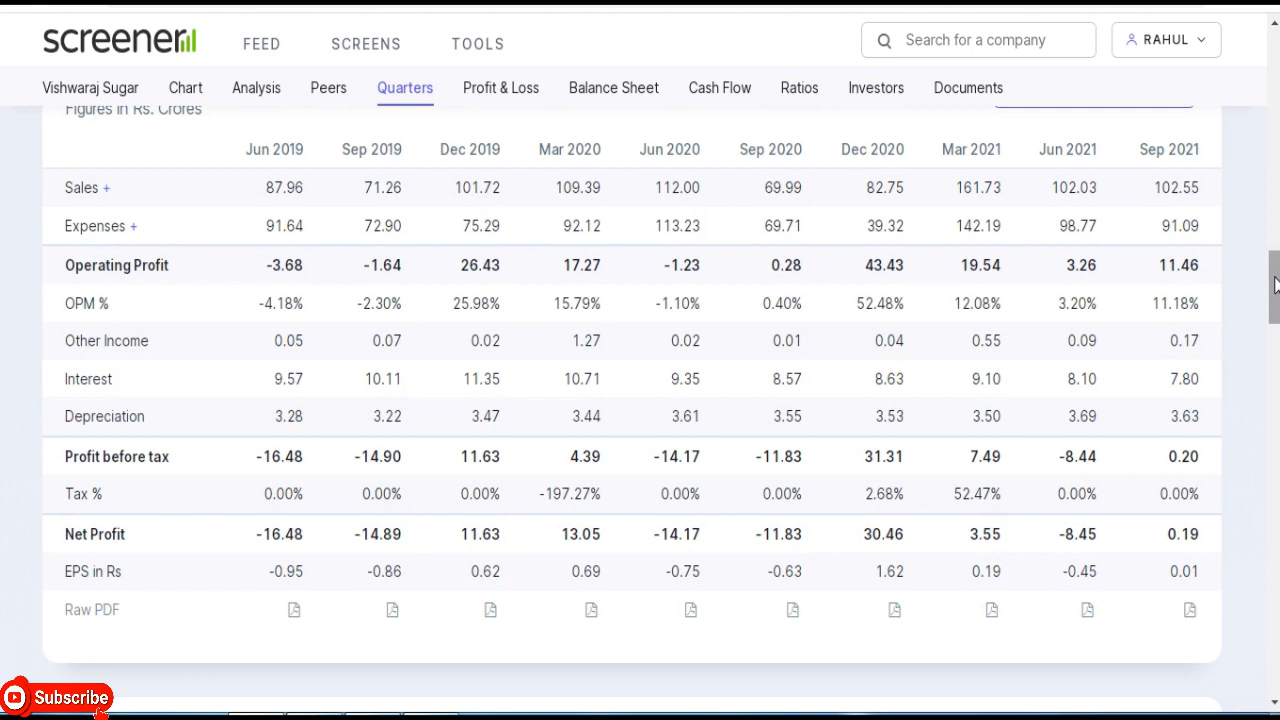 screener FEED SCREENS TOOLS Search for a company RAHUL
Vishwaraj Sugar Chart Analysis Peers Quarters Profit & Loss Balance Sheet Cash Flow Ratios Investors Documents
Figures in Rs. Crores
Jun 2019 Sep 2019 Dec 2019 Mar 2020 Jun 2020 Sep 2020 Dec 2020 Mar 2021 Jun 2021 Sep 2021
Sales + 87.96 71.26 101.72 109.39 112.00 69.99 82.75 161.73 102.03 102.55
Expenses + 91.64 72.90 75.29 92.12 113.23 69.71 39.32 142.19 98.77 91.09
Operating Profit -3.68 -1.64 26.43 17.27 -1.23 0.28 43.43 19.54 3.26 11.46
OPM % -4.18% -2.30% 25.98% 15.79% -1.10% 0.40% 52.48% 12.08% 3.20% 11.18%
Other Income 0.05 0.07 0.02 1.27 0.02 0.01 0.04 0.55 0.09 0.17
Interest 9.57 10.11 11.35 10.71 9.35 8.57 8.63 9.10 8.10 7.80
Depreciation 3.28 3.22 3.47 3.44 3.61 3.55 3.53 3.50 3.69 3.63
Profit before tax -16.48 -14.90 11.63 4.39 -14.17 -11.83 31.31 7.49 -8.44 0.20
Tax % 0.00% 0.00% 0.00% -197.27% 0.00% 0.00% 2.68% 52.47% 0.00% 0.00%
Net Profit -16.48 -14.89 11.63 13.05 -14.17 -11.83 30.46 3.55 -8.45 0.19
EPS in Rs -0.95 -0.86 0.62 0.69 -0.75 -0.63 1.62 0.19 -0.45 0.01
Raw PDF
Subscribe